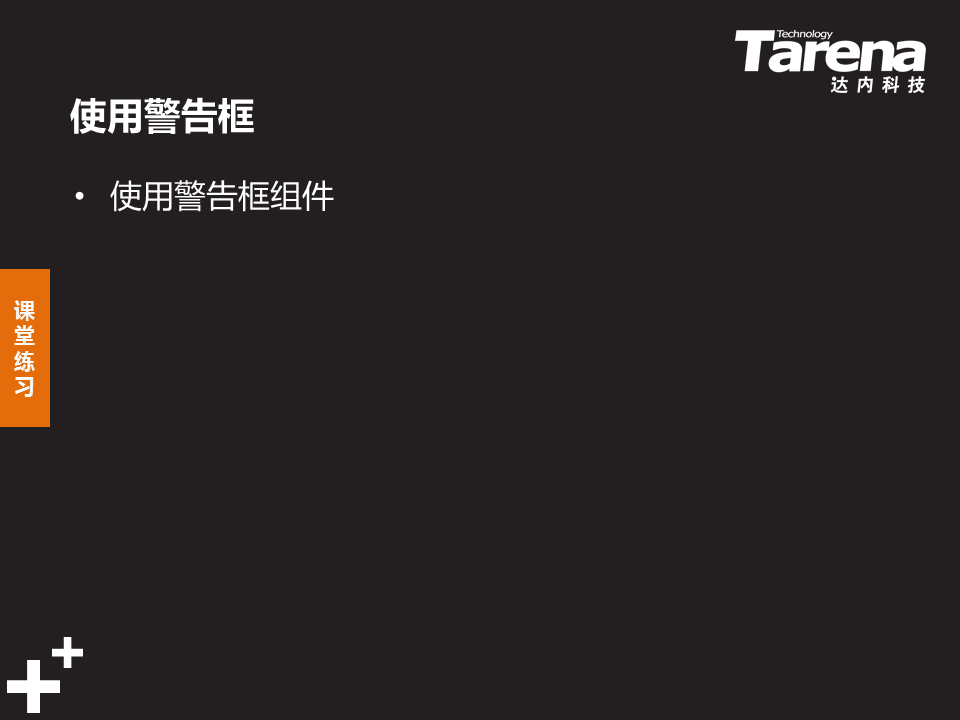 Technology
Tarena
达内科技
使用警告框
• 使用警告框组件
课
堂
练
习